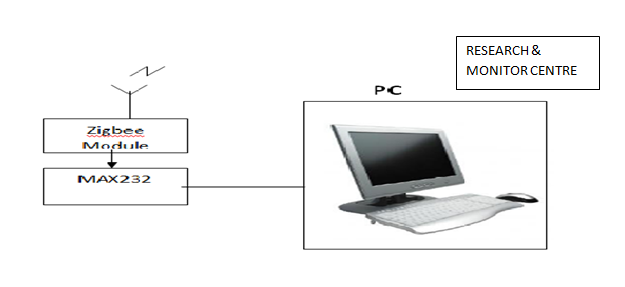 RESEARCH &
MONITOR CENTRE
PC
Zigbee
Module
MAX232